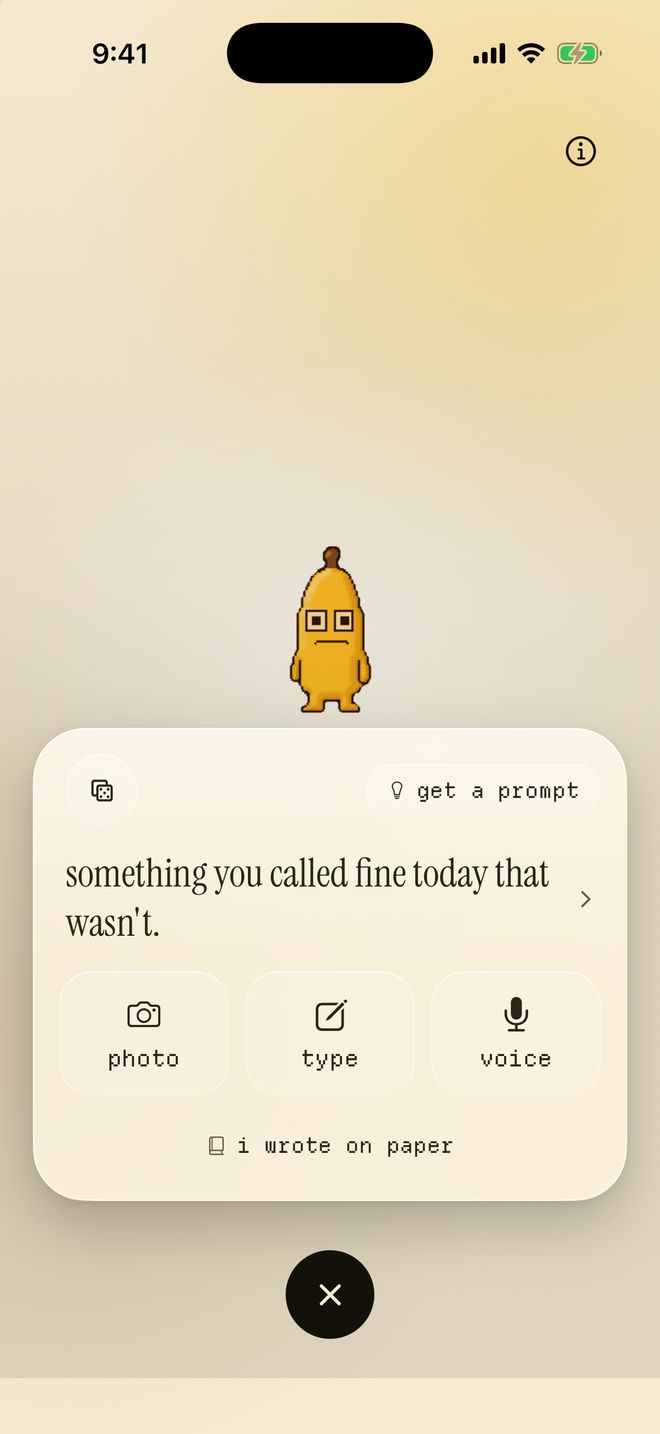 9:41
get a prompt
something you called fine today that
wasn't.
photo
type
voice
i wrote on paper